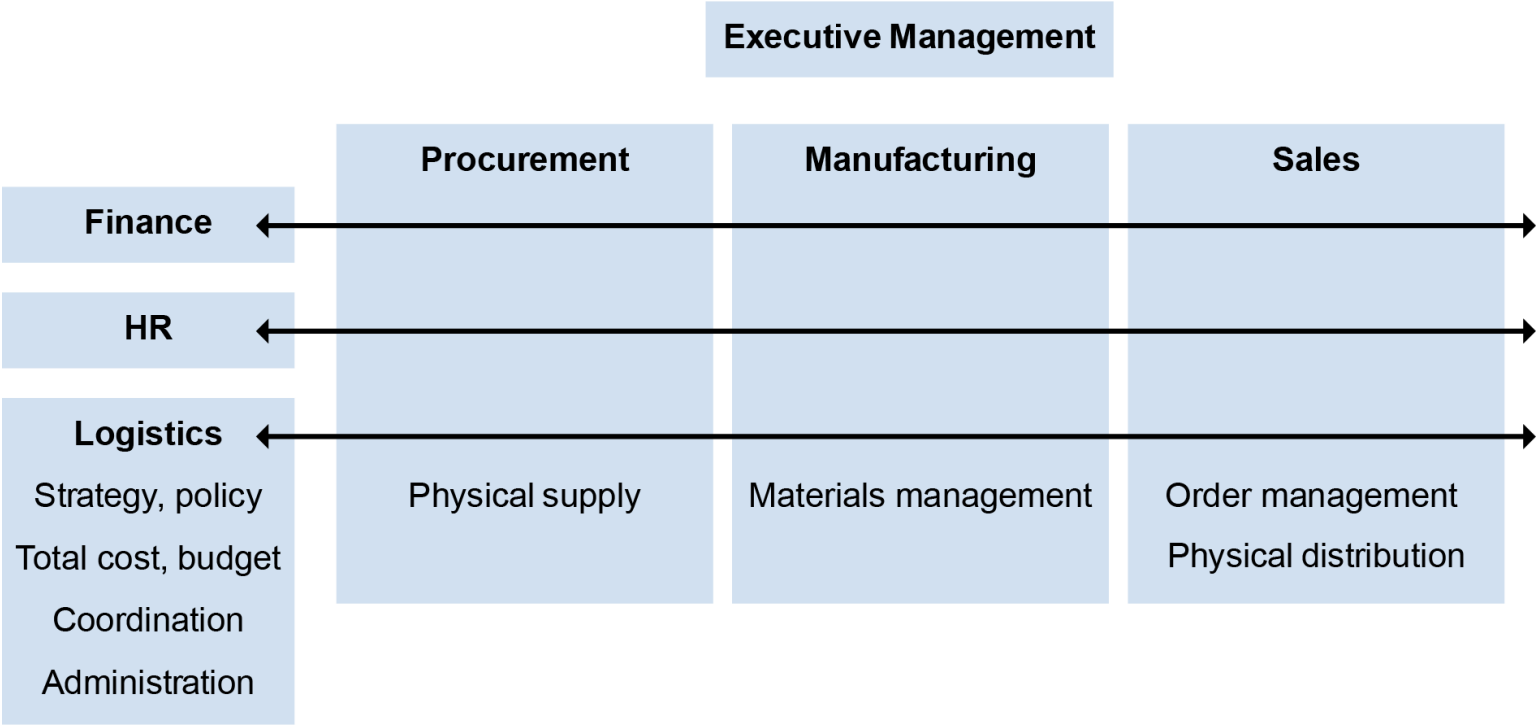 Executive Management
Procurement
Manufacturing
Sales
Finance
HR
Logistics
Strategy, policy
Physical supply
Materials management
Order management
Total cost, budget
Physical distribution
Coordination
Administration